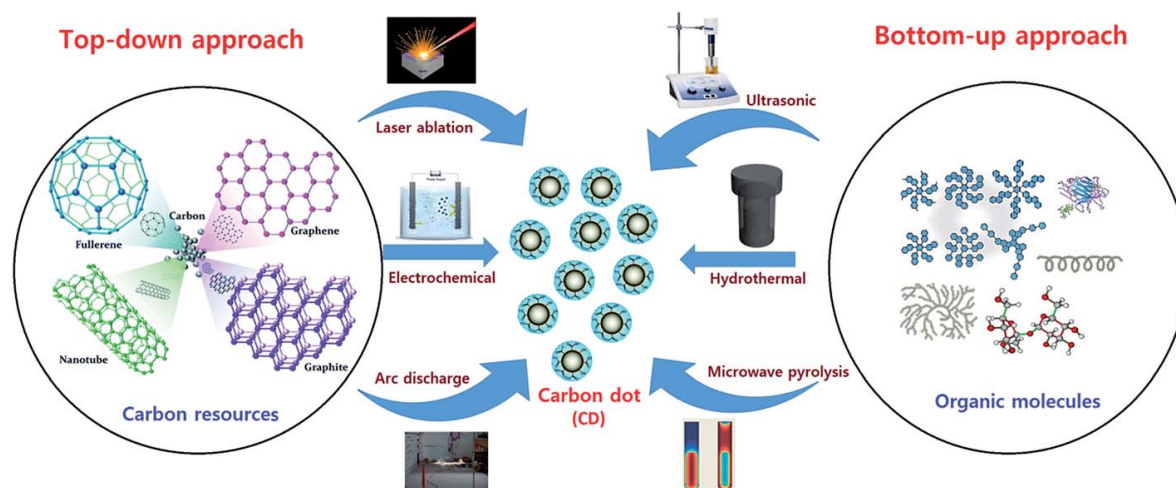 Top-down approach
Bottom-up approach
Laser ablation
Ultrasonic
Fullerene
Carbon
Graphene
Electrochemical
Hydrothermal
Nanotube
Graphite
Arc discharge
Microwave pyrolysis
Carbon resources
Carbon dot
(CD)
Organic molecules